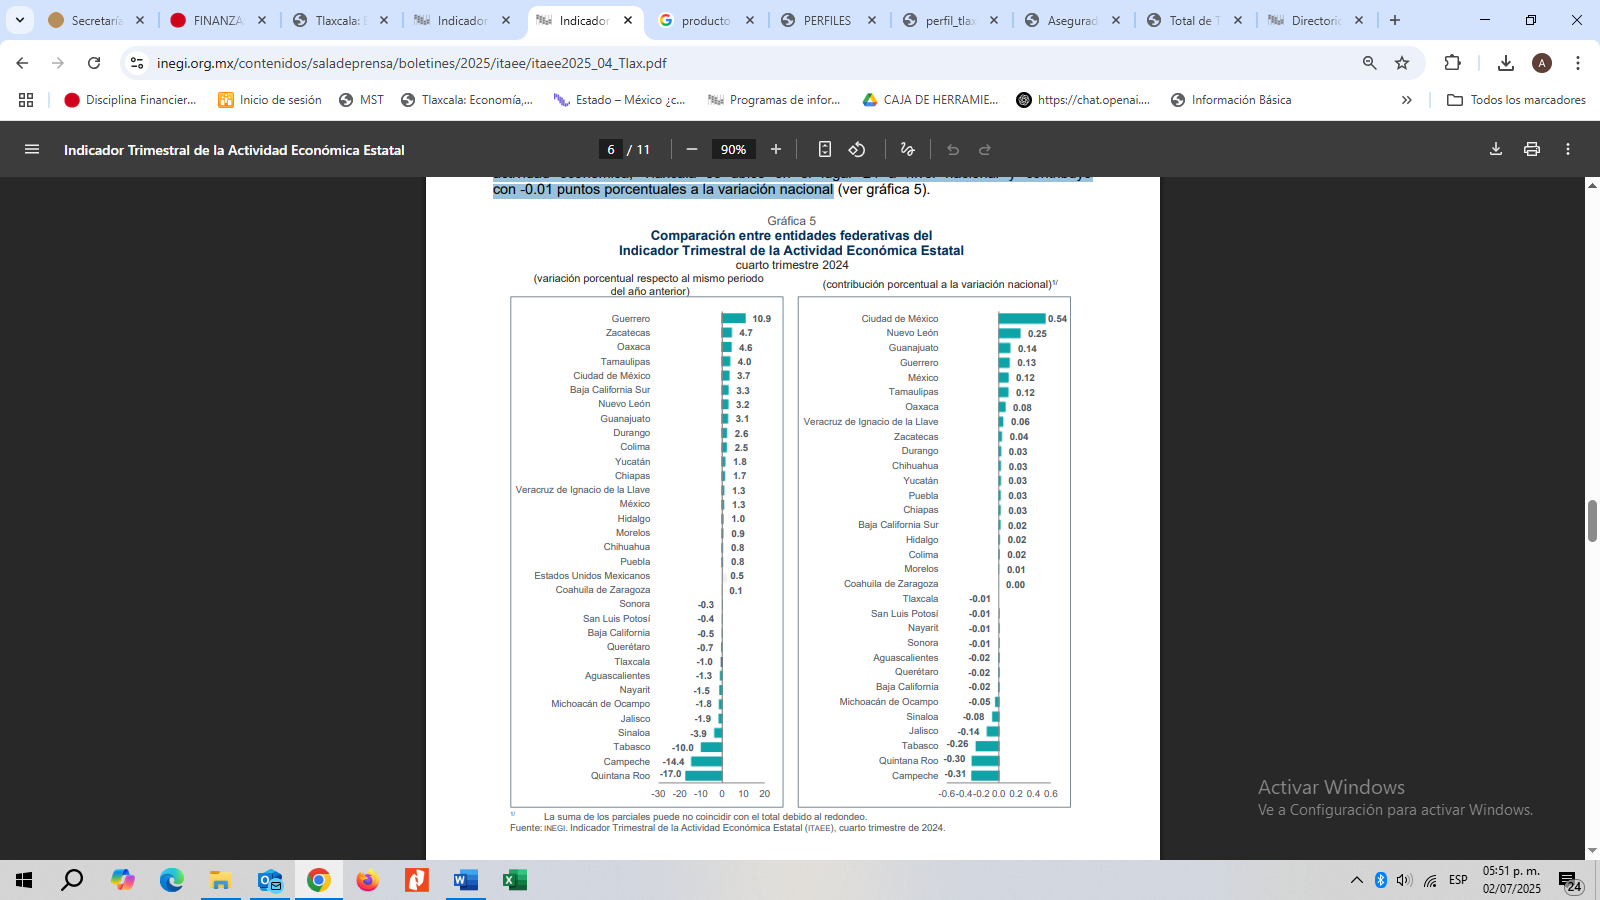 Secretaría
FINANZA
Tlaxcala: E
Indicador
Indicador
producto
PERFILES
perfil_tlax
Asegurad
Total de T
Directorio
inegi.org.mx/contenidos/saladeprensa/boletines/2025/itaee/itaee2025_04_Tlax.pdf
A
Disciplina Financier...
Inicio de sesión
MST
Tlaxcala: Economía,...
Estado – México ¿c...
Programas de infor...
CAJA DE HERRAMIE...
https://chat.openai....
Información Básica
Todos los marcadores
Indicador Trimestral de la Actividad Económica Estatal
6 / 11
90%
con -0.01 puntos porcentuales a la variación nacional (ver gráfica 5).
Gráfica 5
Comparación entre entidades federativas del
Indicador Trimestral de la Actividad Económica Estatal
cuarto trimestre 2024
(variación porcentual respecto al mismo periodo
del año anterior)
Guerrero 10.9
Zacatecas 4.7
Oaxaca 4.6
Tamaulipas 4.0
Ciudad de México 3.7
Baja California Sur 3.3
Nuevo León 3.2
Guanajuato 3.1
Durango 2.6
Colima 2.5
Yucatán 1.8
Chiapas 1.7
Veracruz de Ignacio de la Llave 1.3
México 1.3
Hidalgo 1.0
Morelos 0.9
Chihuahua 0.8
Puebla 0.8
Estados Unidos Mexicanos 0.5
Coahuila de Zaragoza 0.1
Sonora -0.3
San Luis Potosí -0.4
Baja California -0.5
Querétaro -0.7
Tlaxcala -1.0
Aguascalientes -1.3
Nayarit -1.5
Michoacán de Ocampo -1.8
Jalisco -1.9
Sinaloa -3.9
Tabasco -10.0
Campeche -14.4
Quintana Roo -17.0
-30 -20 -10 0 10 20
(contribución porcentual a la variación nacional)1/
Ciudad de México 0.54
Nuevo León 0.25
Guanajuato 0.14
Guerrero 0.13
México 0.12
Tamaulipas 0.12
Oaxaca 0.08
Veracruz de Ignacio de la Llave 0.06
Zacatecas 0.04
Durango 0.03
Chihuahua 0.03
Yucatán 0.03
Puebla 0.03
Chiapas 0.03
Baja California Sur 0.02
Hidalgo 0.02
Colima 0.02
Morelos 0.01
Coahuila de Zaragoza 0.00
Tlaxcala -0.01
San Luis Potosí -0.01
Nayarit -0.01
Sonora -0.01
Aguascalientes -0.02
Querétaro -0.02
Baja California -0.02
Michoacán de Ocampo -0.05
Sinaloa -0.08
Jalisco -0.14
Tabasco -0.26
Quintana Roo -0.30
Campeche -0.31
-0.6 -0.4 -0.2 0.0 0.2 0.4 0.6
1/ La suma de los parciales puede no coincidir con el total debido al redondeo.
Fuente: INEGI. Indicador Trimestral de la Actividad Económica Estatal (ITAEE), cuarto trimestre de 2024.
Activar Windows
Ve a Configuración para activar Windows.
ESP
05:51 p. m.
02/07/2025
24